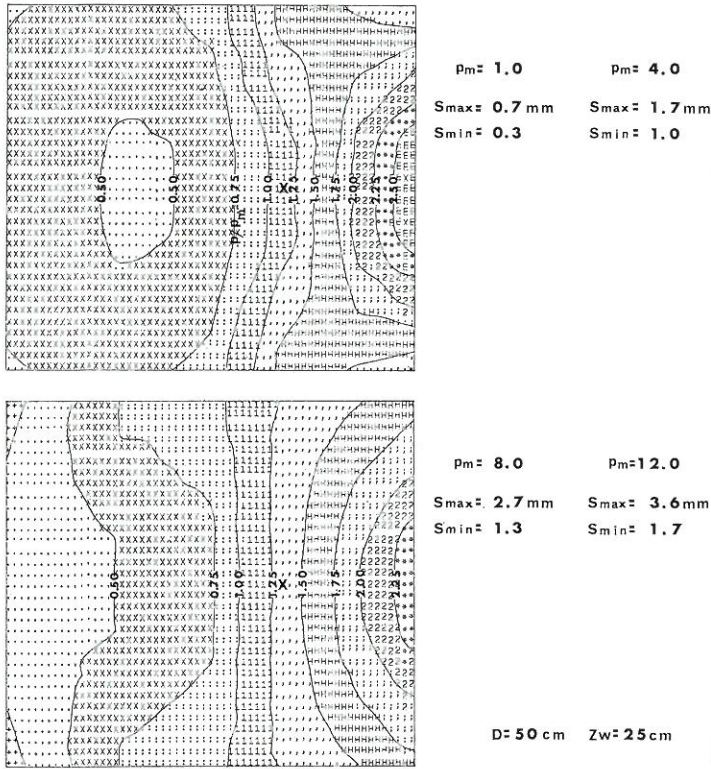 pm= 1.0 pm= 4.0
Smax= 0.7 mm Smax= 1.7 mm
Smin= 0.3 Smin= 1.0
0.50 0.50 0.75 1.00 X 1.25 1.50 1.75 2.00 2.25 2.50
p/pm
pm= 8.0 pm=12.0
Smax= 2.7 mm Smax= 3.6 mm
Smin= 1.3 Smin= 1.7
0.50 0.75 1.00 1.25 X 1.50 1.75 2.00 2.25
D= 50 cm Zw= 25 cm